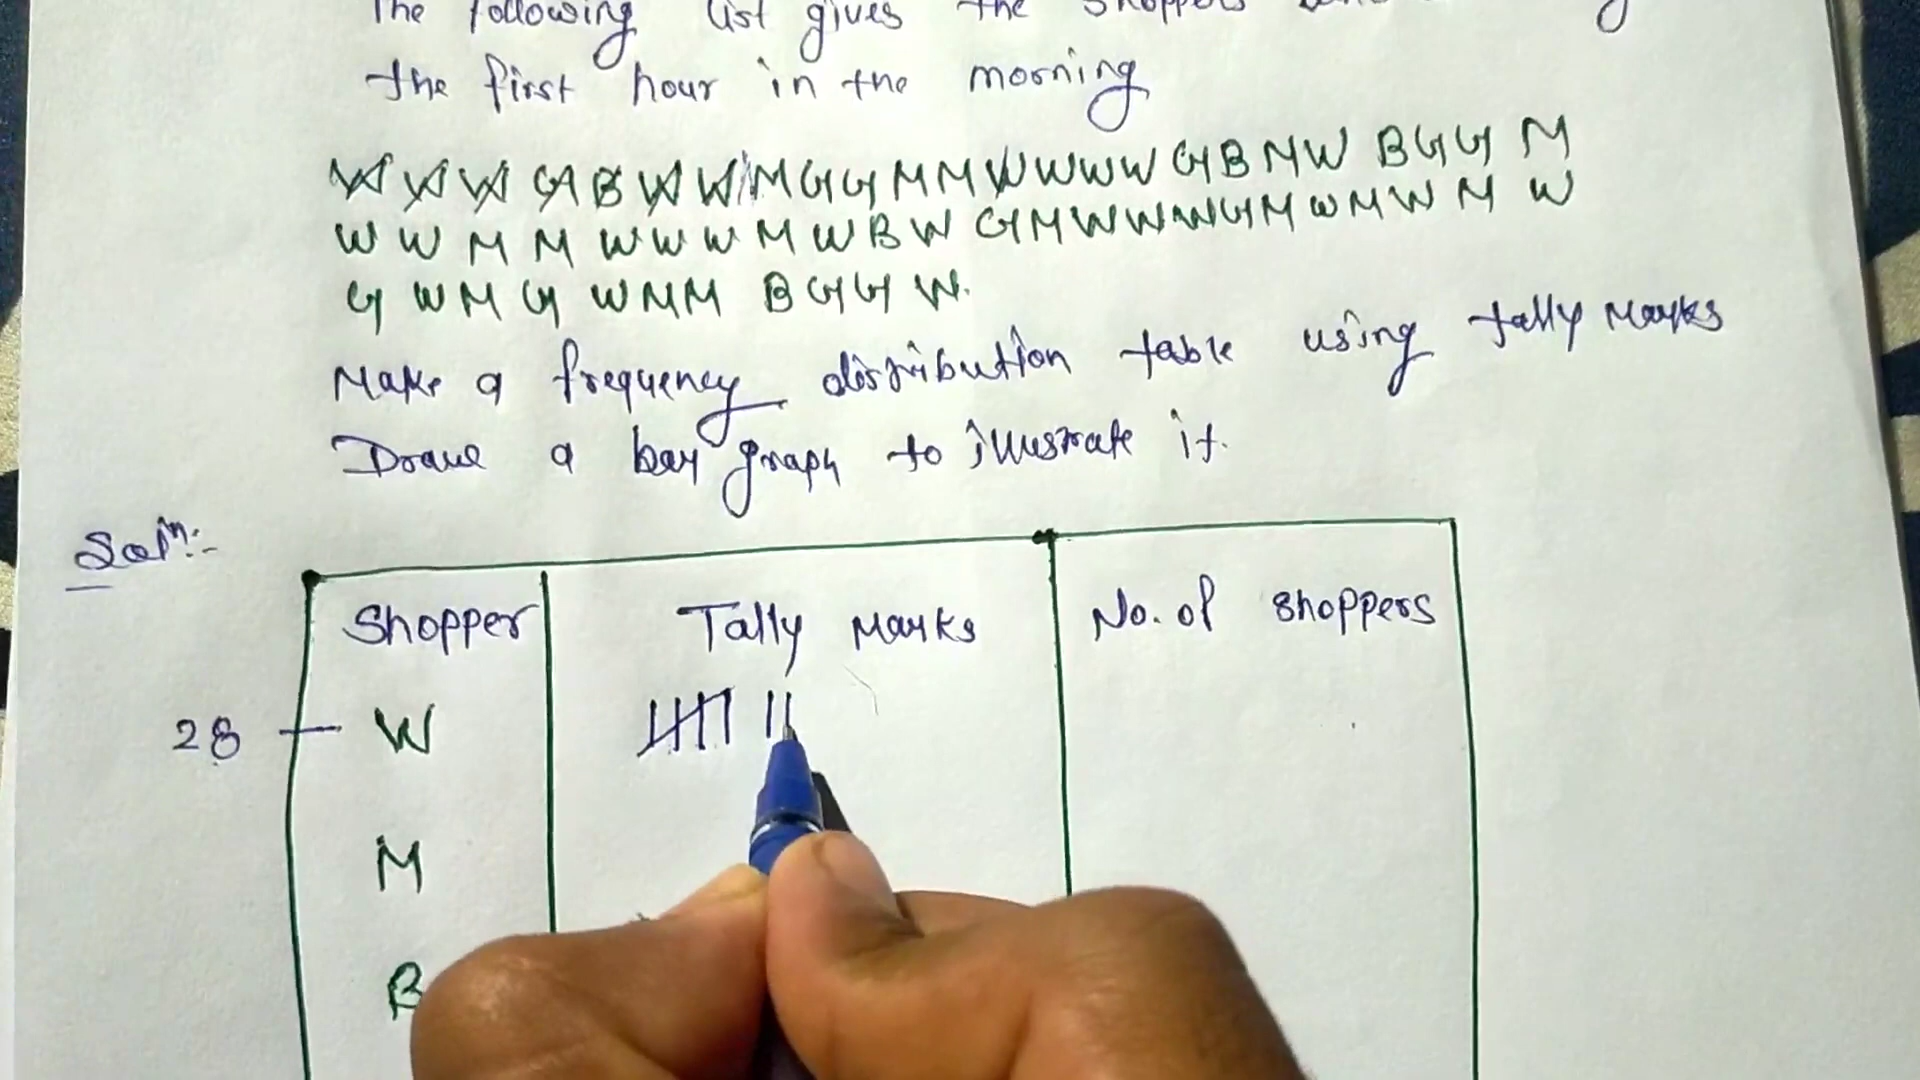 The following list gives the shoppers
the first hour in the morning
W W W G B W W M G G M M W W W W G B M W B G G M
W W M M W W W M W B W G M W W W W G M W M W M W
G W M G W M M B G G W.
Make a frequency distribution table using tally Marks
Draw a bar graph to illustrate it.
Soln:-
Shopper Tally Marks No. of shoppers
28 — W
M
B